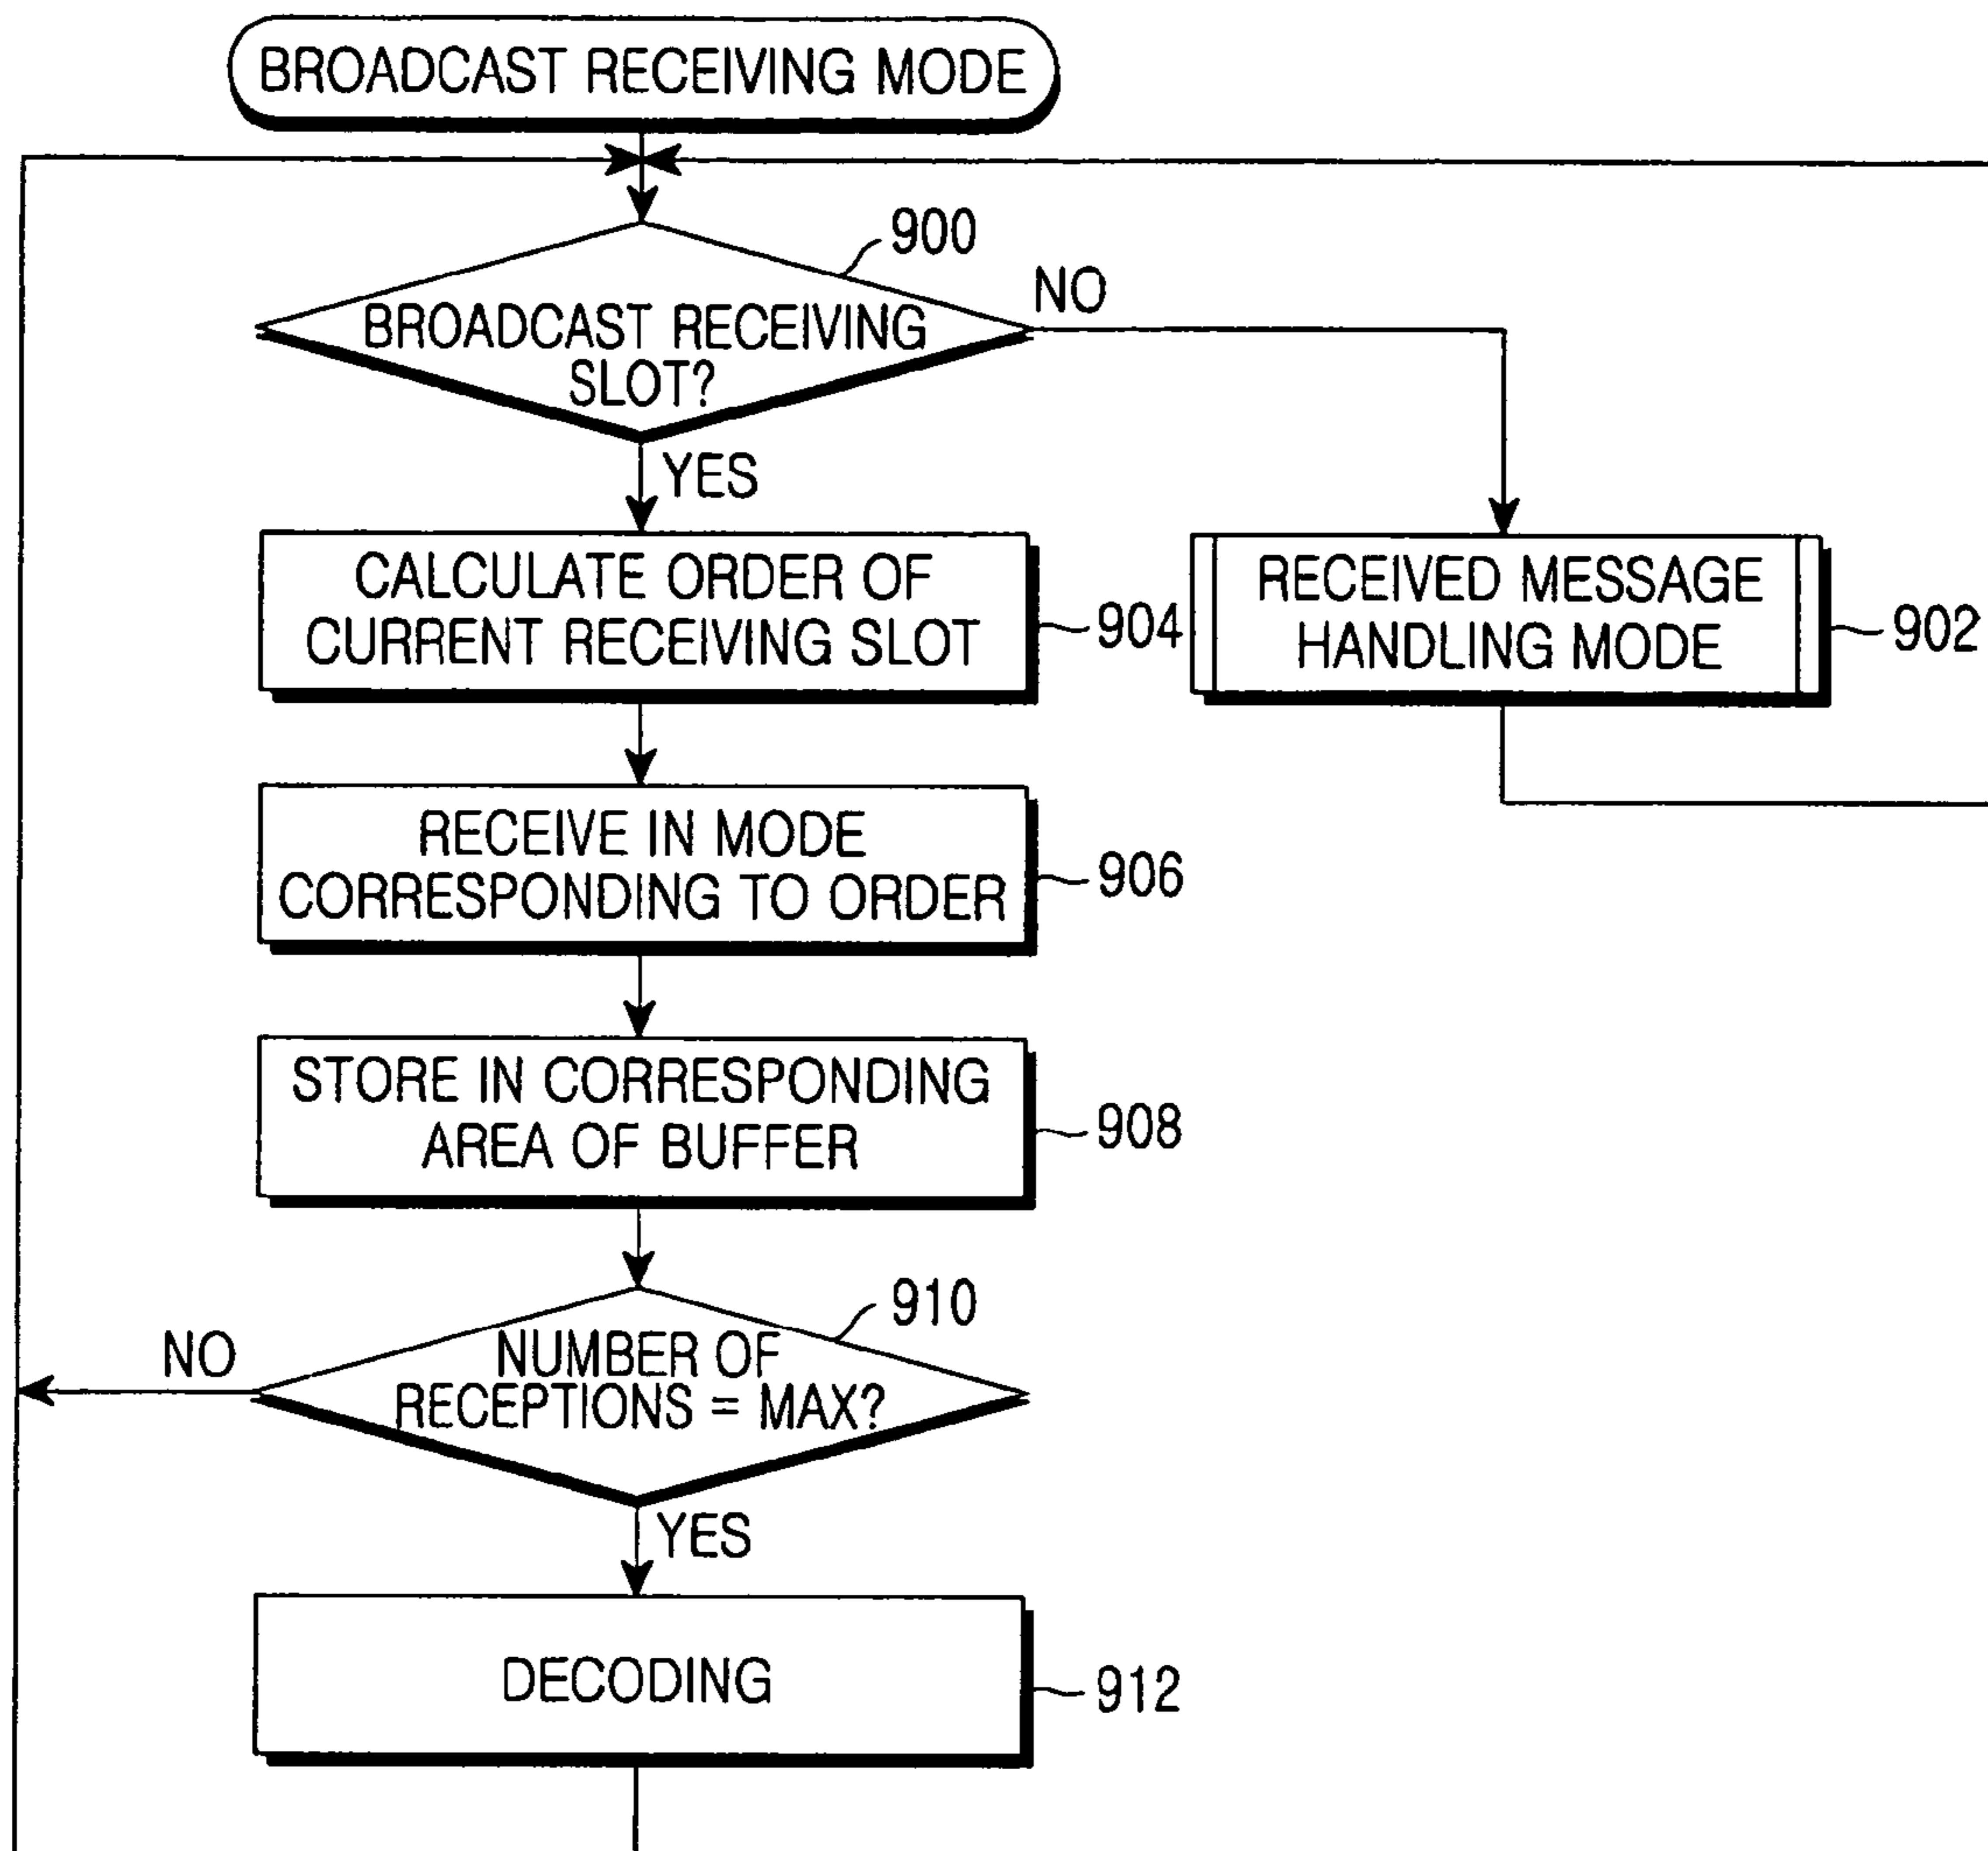 BROADCAST RECEIVING MODE
900
NO
BROADCAST RECEIVING
SLOT?
YES
CALCULATE ORDER OF
CURRENT RECEIVING SLOT
904
RECEIVED MESSAGE
HANDLING MODE
902
RECEIVE IN MODE
CORRESPONDING TO ORDER
906
STORE IN CORRESPONDING
AREA OF BUFFER
908
910
NO
NUMBER OF
RECEPTIONS = MAX?
YES
DECODING
912